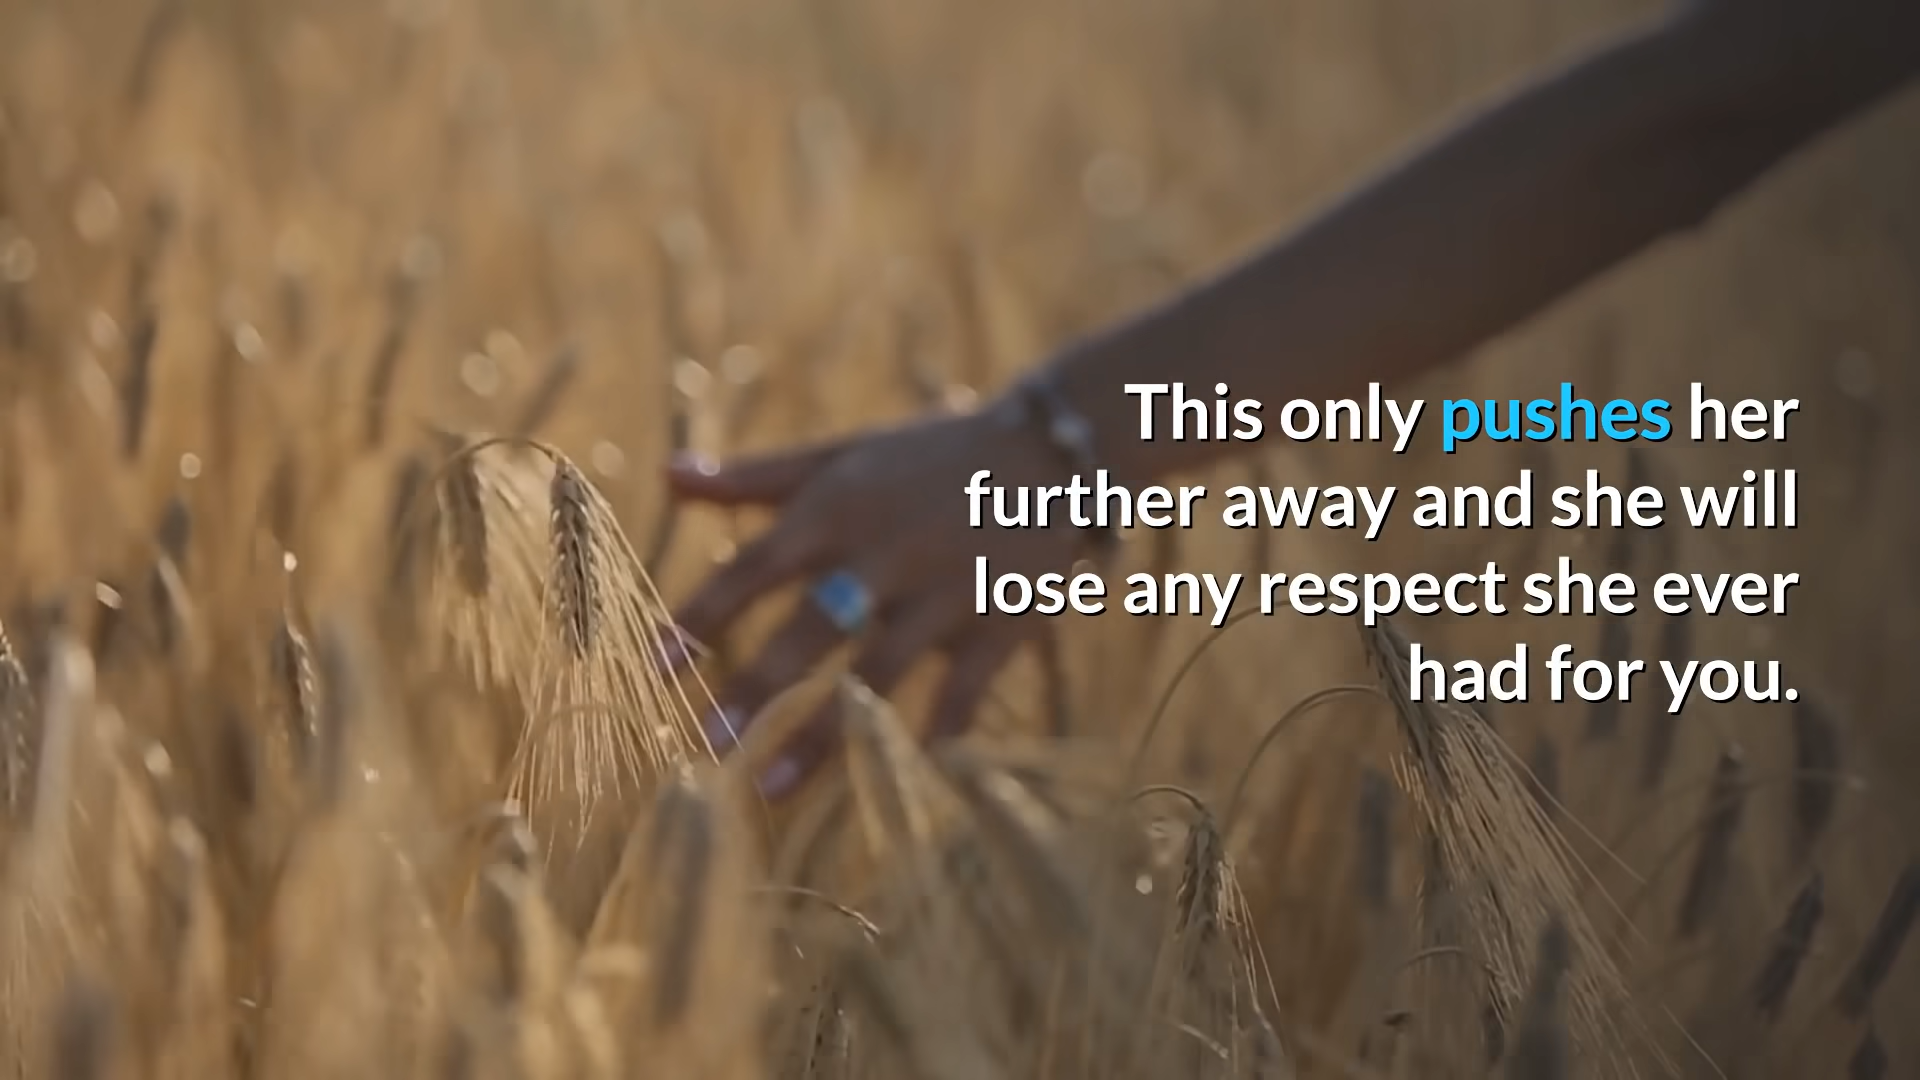 This only pushes her
further away and she will
lose any respect she ever
had for you.